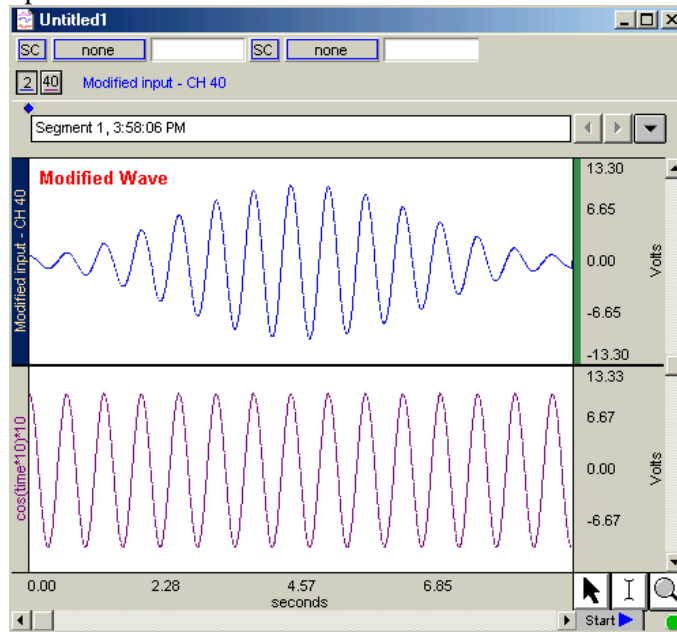 Untitled1
SC none SC none
2 40 Modified input - CH 40
Segment 1, 3:58:06 PM
Modified Wave
Modified input - CH 40
13.30
6.65
0.00
-6.65
-13.30
Volts
cos(time*10)*10
13.33
6.67
0.00
-6.67
Volts
0.00 2.28 4.57 6.85
seconds
Start